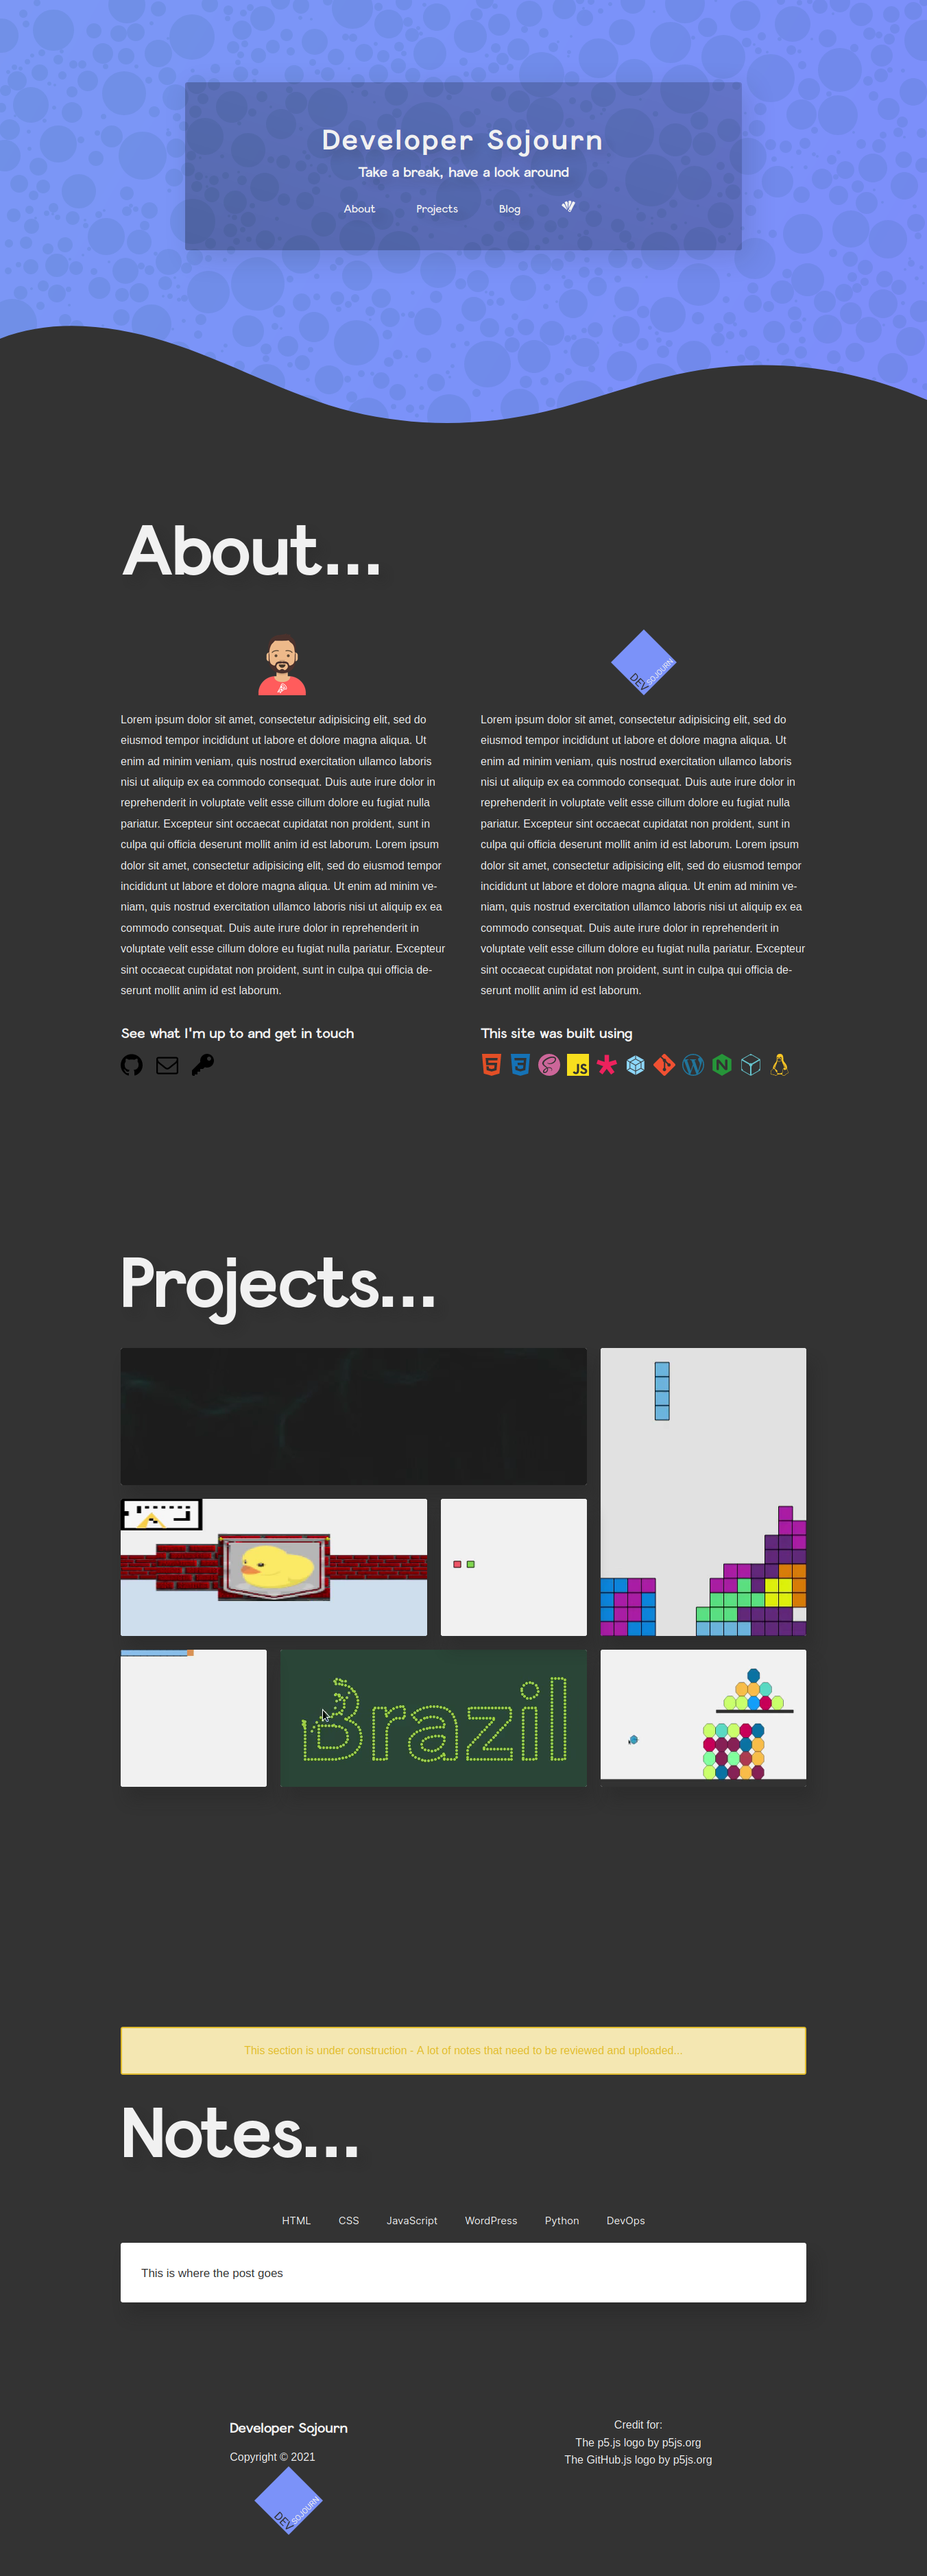 Developer Sojourn
Take a break, have a look around
About Projects Blog
About...
DEV SOJOURN
Lorem ipsum dolor sit amet, consectetur adipisicing elit, sed do
eiusmod tempor incididunt ut labore et dolore magna aliqua. Ut
enim ad minim veniam, quis nostrud exercitation ullamco laboris
nisi ut aliquip ex ea commodo consequat. Duis aute irure dolor in
reprehenderit in voluptate velit esse cillum dolore eu fugiat nulla
pariatur. Excepteur sint occaecat cupidatat non proident, sunt in
culpa qui officia deserunt mollit anim id est laborum. Lorem ipsum
dolor sit amet, consectetur adipisicing elit, sed do eiusmod tempor
incididunt ut labore et dolore magna aliqua. Ut enim ad minim ve-
niam, quis nostrud exercitation ullamco laboris nisi ut aliquip ex ea
commodo consequat. Duis aute irure dolor in reprehenderit in
voluptate velit esse cillum dolore eu fugiat nulla pariatur. Excepteur
sint occaecat cupidatat non proident, sunt in culpa qui officia de-
serunt mollit anim id est laborum.
See what I'm up to and get in touch
Lorem ipsum dolor sit amet, consectetur adipisicing elit, sed do
eiusmod tempor incididunt ut labore et dolore magna aliqua. Ut
enim ad minim veniam, quis nostrud exercitation ullamco laboris
nisi ut aliquip ex ea commodo consequat. Duis aute irure dolor in
reprehenderit in voluptate velit esse cillum dolore eu fugiat nulla
pariatur. Excepteur sint occaecat cupidatat non proident, sunt in
culpa qui officia deserunt mollit anim id est laborum. Lorem ipsum
dolor sit amet, consectetur adipisicing elit, sed do eiusmod tempor
incididunt ut labore et dolore magna aliqua. Ut enim ad minim ve-
niam, quis nostrud exercitation ullamco laboris nisi ut aliquip ex ea
commodo consequat. Duis aute irure dolor in reprehenderit in
voluptate velit esse cillum dolore eu fugiat nulla pariatur. Excepteur
sint occaecat cupidatat non proident, sunt in culpa qui officia de-
serunt mollit anim id est laborum.
This site was built using
JS
Projects...
Brazil
This section is under construction - A lot of notes that need to be reviewed and uploaded...
Notes...
HTML CSS JavaScript WordPress Python DevOps
This is where the post goes
Developer Sojourn
Copyright © 2021
DEV SOJOURN
Credit for:
The p5.js logo by p5js.org
The GitHub.js logo by p5js.org